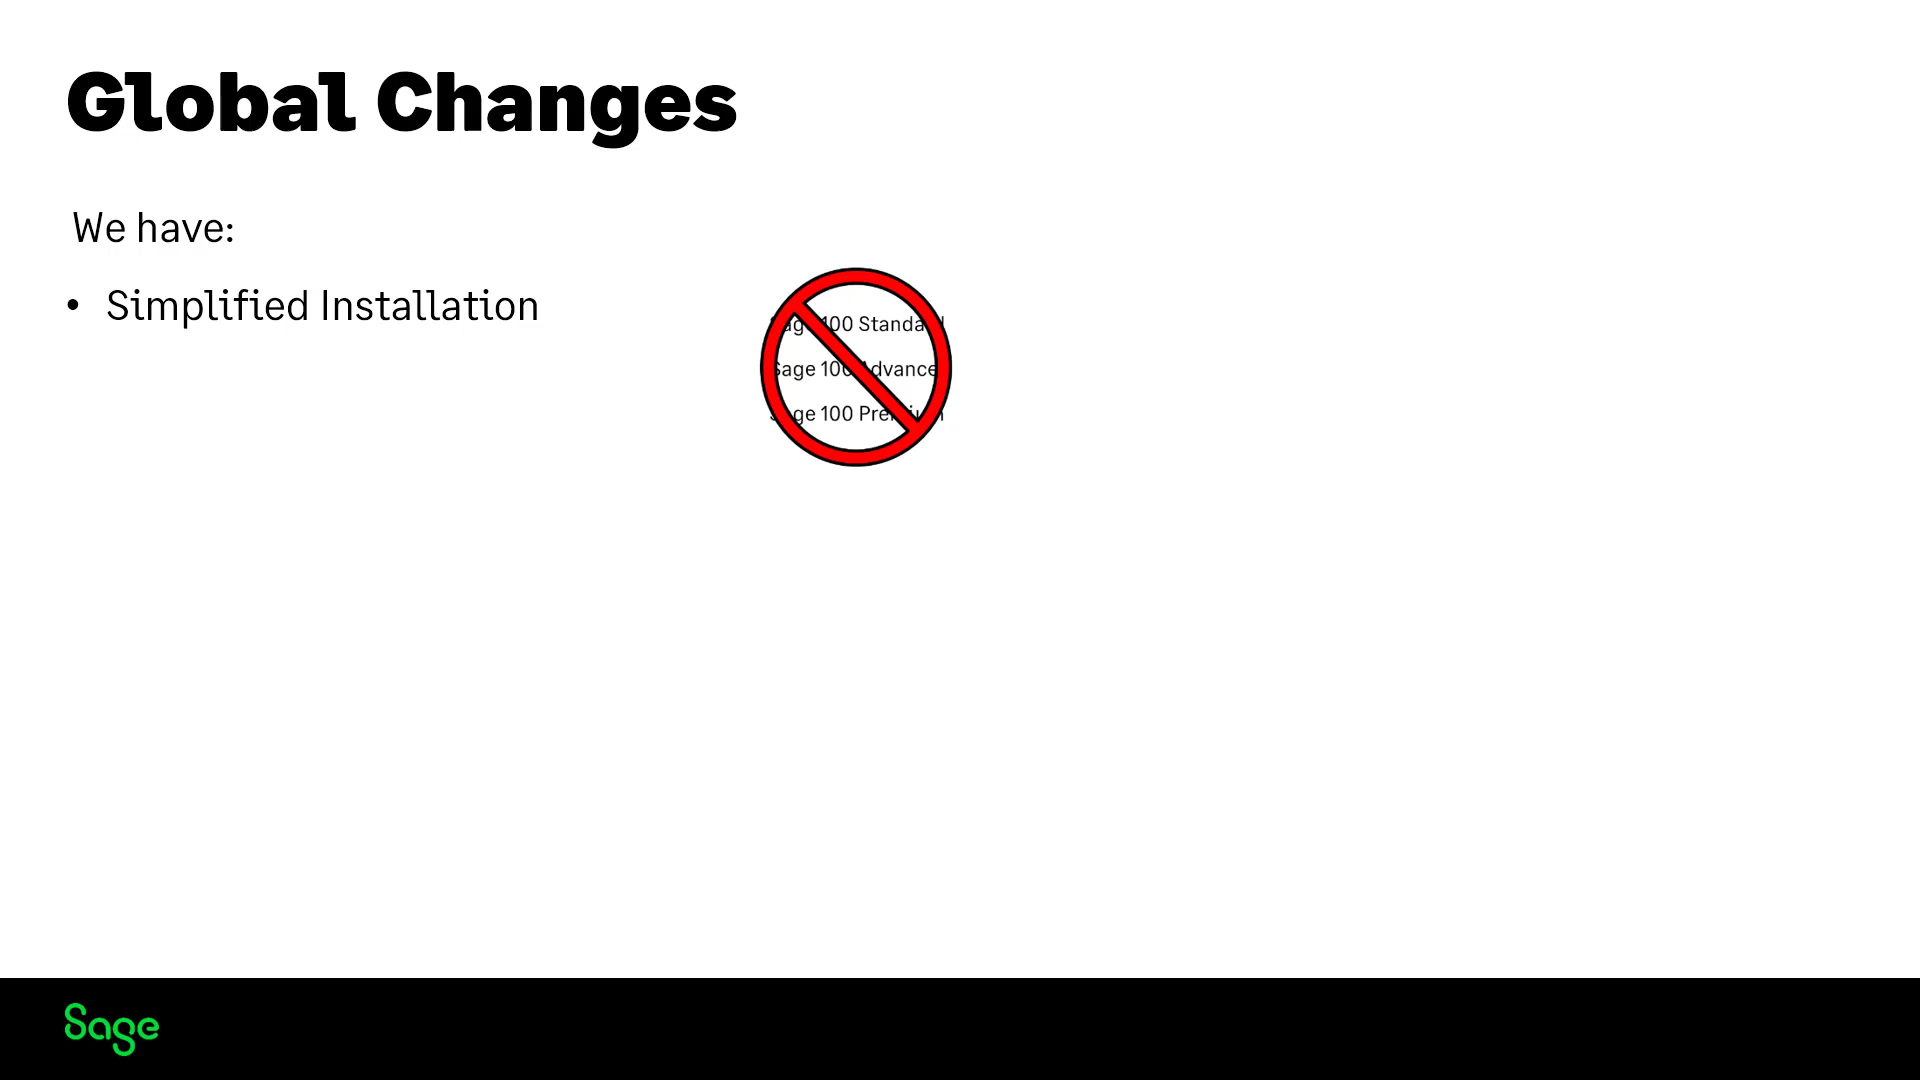 Global Changes
We have:
• Simplified Installation
Sage 100 Standard
Sage 100 Advance
Sage 100 Premium
Sage